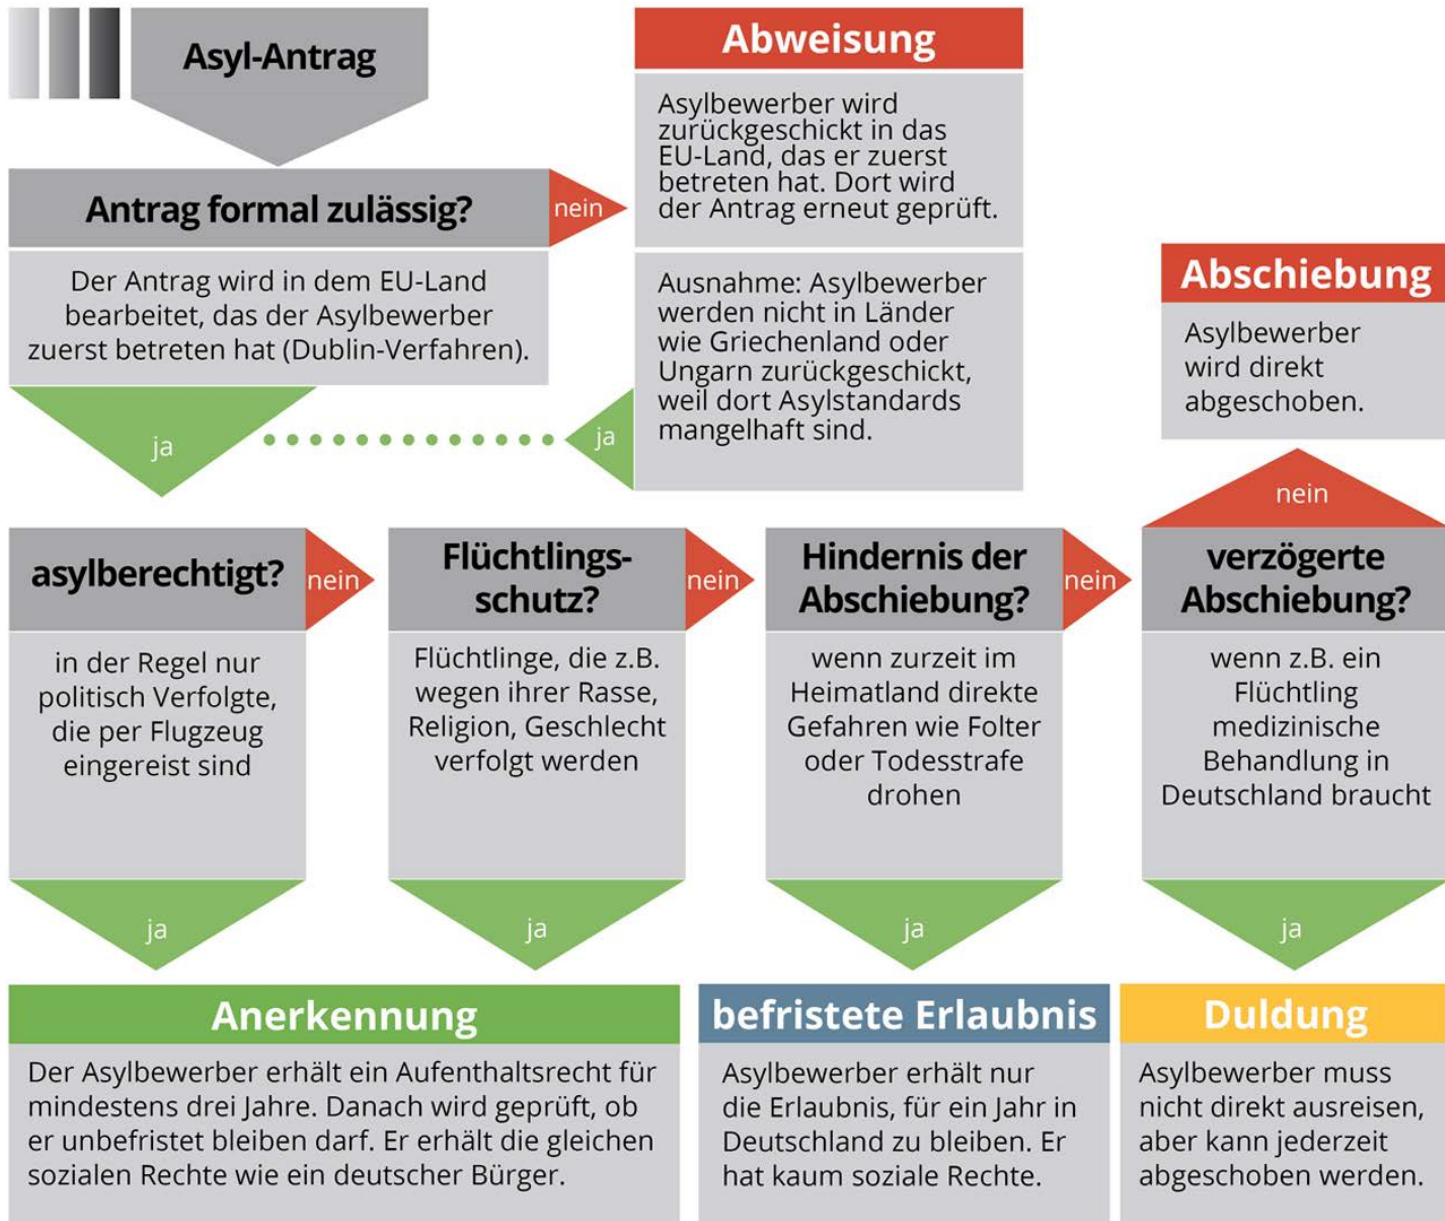 Asyl-Antrag
Antrag formal zulässig?
nein
Der Antrag wird in dem EU-Land
bearbeitet, das der Asylbewerber
zuerst betreten hat (Dublin-Verfahren).
ja
Abweisung
Asylbewerber wird
zurückgeschickt in das
EU-Land, das er zuerst
betreten hat. Dort wird
der Antrag erneut geprüft.
Ausnahme: Asylbewerber
werden nicht in Länder
wie Griechenland oder
Ungarn zurückgeschickt,
weil dort Asylstandards
mangelhaft sind.
ja
asylberechtigt?
nein
in der Regel nur
politisch Verfolgte,
die per Flugzeug
eingereist sind
ja
Flüchtlings-
schutz?
nein
Flüchtlinge, die z.B.
wegen ihrer Rasse,
Religion, Geschlecht
verfolgt werden
ja
Hindernis der
Abschiebung?
nein
wenn zurzeit im
Heimatland direkte
Gefahren wie Folter
oder Todesstrafe
drohen
ja
Abschiebung
Asylbewerber
wird direkt
abgeschoben.
nein
verzögerte
Abschiebung?
wenn z.B. ein
Flüchtling
medizinische
Behandlung in
Deutschland braucht
ja
Anerkennung
Der Asylbewerber erhält ein Aufenthaltsrecht für
mindestens drei Jahre. Danach wird geprüft, ob
er unbefristet bleiben darf. Er erhält die gleichen
sozialen Rechte wie ein deutscher Bürger.
befristete Erlaubnis
Asylbewerber erhält nur
die Erlaubnis, für ein Jahr in
Deutschland zu bleiben. Er
hat kaum soziale Rechte.
Duldung
Asylbewerber muss
nicht direkt ausreisen,
aber kann jederzeit
abgeschoben werden.